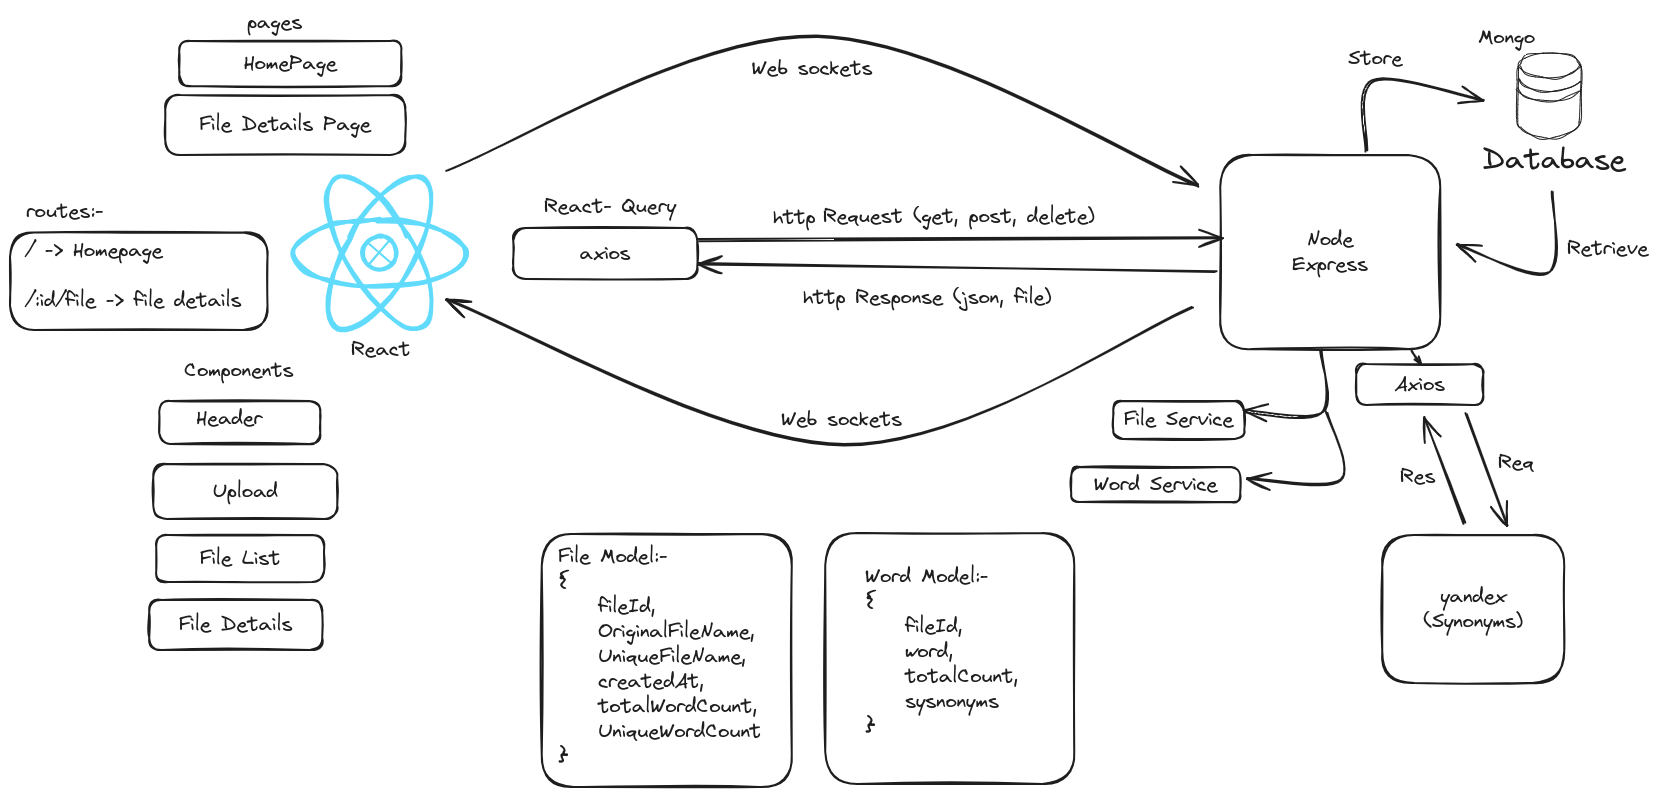 pages
HomePage
File Details Page
routes:-
/ -> Homepage
/:id/file -> file details
React
Components
Header
Upload
File List
File Details
Web sockets
React- Query
axios
http Request (get, post, delete)
http Response (json, file)
Web sockets
Node
Express
Store
Mongo
Database
Retrieve
File Service
Word Service
Axios
Res
Req
yandex
(Synonyms)
File Model:-
{
fileId,
OriginalFileName,
UniqueFileName,
createdAt,
totalWordCount,
UniqueWordCount
}
Word Model:-
{
fileId,
word,
totalCount,
sysnonyms
}